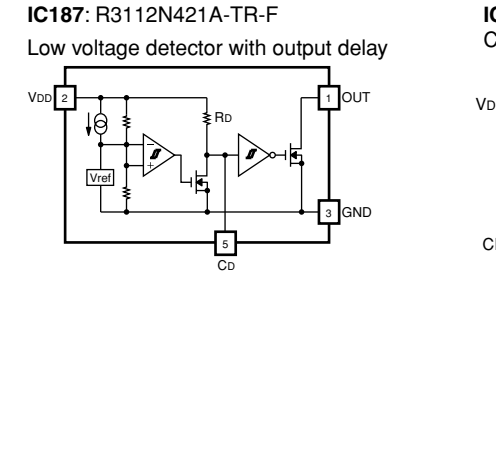 IC187: R3112N421A-TR-F
Low voltage detector with output delay
VDD 2
1 OUT
RD
−
+
Vref
3 GND
5
CD
IC
C
VD
CI